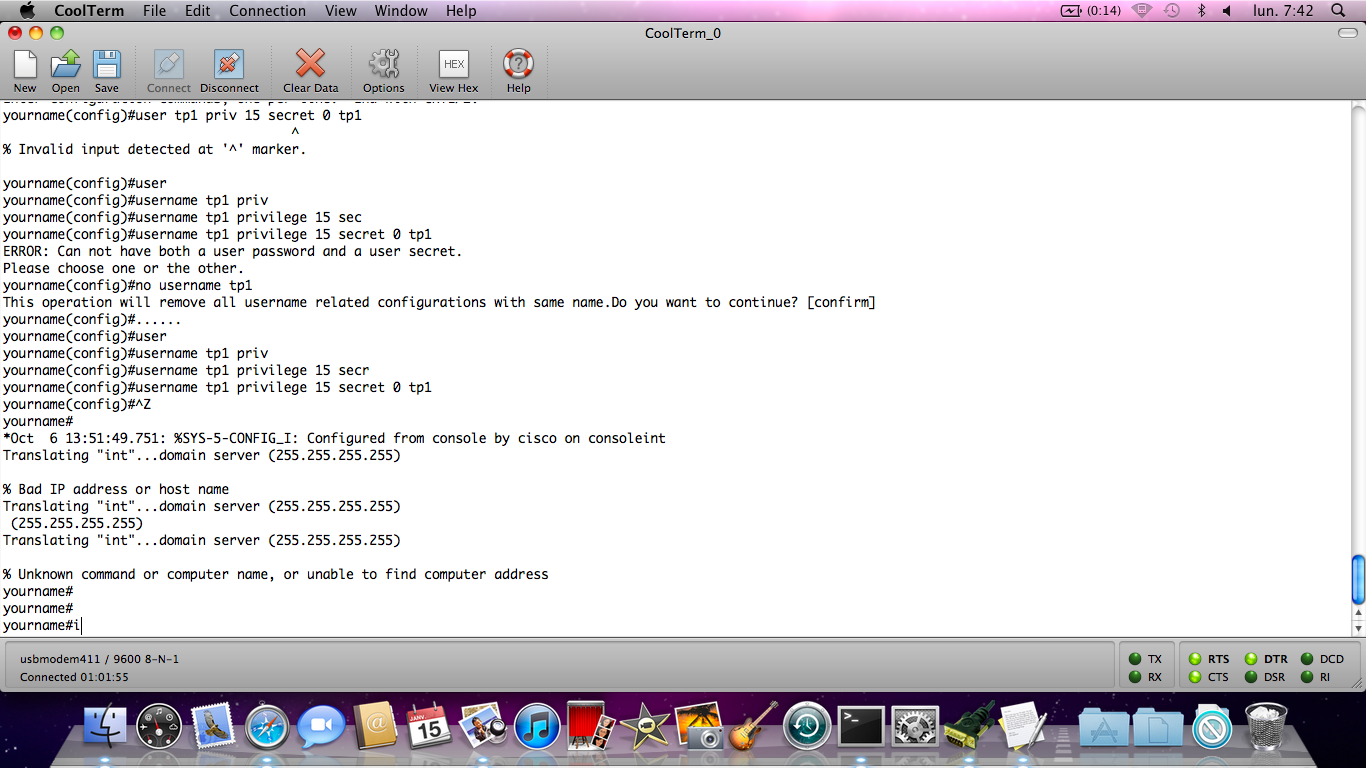 CoolTerm File Edit Connection View Window Help (0:14) lun. 7:42
CoolTerm_0
New Open Save Connect Disconnect Clear Data Options HEX View Hex Help
yourname(config)#user tp1 priv 15 secret 0 tp1
^
% Invalid input detected at '^' marker.
yourname(config)#user
yourname(config)#username tp1 priv
yourname(config)#username tp1 privilege 15 sec
yourname(config)#username tp1 privilege 15 secret 0 tp1
ERROR: Can not have both a user password and a user secret.
Please choose one or the other.
yourname(config)#no username tp1
This operation will remove all username related configurations with same name.Do you want to continue? [confirm]
yourname(config)#......
yourname(config)#user
yourname(config)#username tp1 priv
yourname(config)#username tp1 privilege 15 secr
yourname(config)#username tp1 privilege 15 secret 0 tp1
yourname(config)#^Z
yourname#
*Oct  6 13:51:49.751: %SYS-5-CONFIG_I: Configured from console by cisco on consoleint
Translating "int"...domain server (255.255.255.255)
% Bad IP address or host name
Translating "int"...domain server (255.255.255.255)
(255.255.255.255)
Translating "int"...domain server (255.255.255.255)
% Unknown command or computer name, or unable to find computer address
yourname#
yourname#
yourname#i
usbmodem411 / 9600 8-N-1
Connected 01:01:55
TX RTS DTR DCD
RX CTS DSR RI
JANV.
15